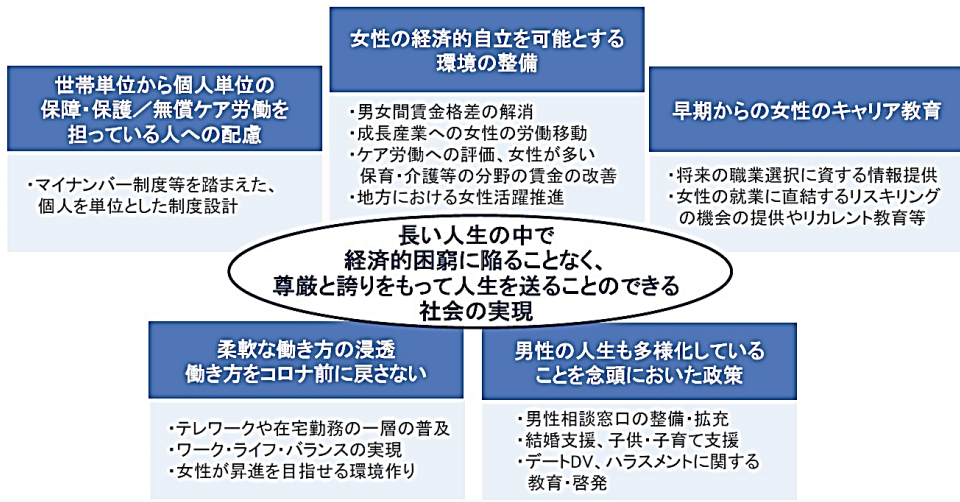 女性の経済的自立を可能とする
環境の整備
・男女間賃金格差の解消
・成長産業への女性の労働移動
・ケア労働への評価、女性が多い
保育・介護等の分野の賃金の改善
・地方における女性活躍推進
世帯単位から個人単位の
保障・保護／無償ケア労働を
担っている人への配慮
・マイナンバー制度等を踏まえた、
個人を単位とした制度設計
早期からの女性のキャリア教育
・将来の職業選択に資する情報提供
・女性の就業に直結するリスキリング
の機会の提供やリカレント教育等
長い人生の中で
経済的困窮に陥ることなく、
尊厳と誇りをもって人生を送ることのできる
社会の実現
柔軟な働き方の浸透
働き方をコロナ前に戻さない
・テレワークや在宅勤務の一層の普及
・ワーク・ライフ・バランスの実現
・女性が昇進を目指せる環境作り
男性の人生も多様化している
ことを念頭においた政策
・男性相談窓口の整備・拡充
・結婚支援、子供・子育て支援
・デートDV、ハラスメントに関する
教育・啓発